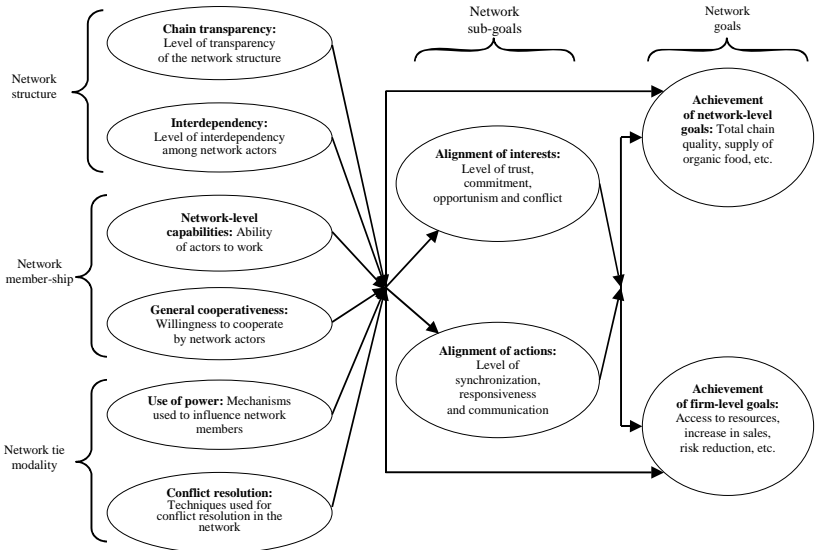 Network
sub-goals
Network
goals
Network
structure
Chain transparency:
Level of transparency
of the network structure
Interdependency:
Level of interdependency
among network actors
Network
member-ship
Network-level
capabilities: Ability
of actors to work
General cooperativeness:
Willingness to cooperate
by network actors
Network tie
modality
Use of power: Mechanisms
used to influence network
members
Conflict resolution:
Techniques used for
conflict resolution in the
network
Alignment of interests:
Level of trust,
commitment,
opportunism and conflict
Alignment of actions:
Level of
synchronization,
responsiveness
and communication
Achievement
of network-level
goals: Total chain
quality, supply of
organic food, etc.
Achievement
of firm-level goals:
Access to resources,
increase in sales,
risk reduction, etc.